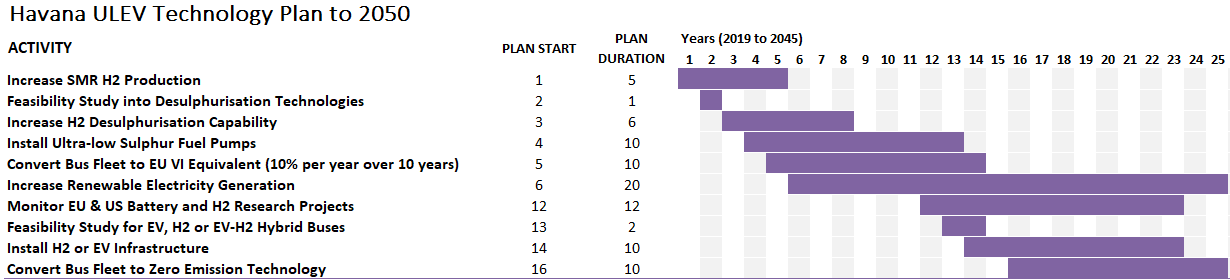 Havana ULEV Technology Plan to 2050
ACTIVITY PLAN START PLAN DURATION Years (2019 to 2045)
1 2 3 4 5 6 7 8 9 10 11 12 13 14 15 16 17 18 19 20 21 22 23 24 25
Increase SMR H2 Production 1 5
Feasibility Study into Desulphurisation Technologies 2 1
Increase H2 Desulphurisation Capability 3 6
Install Ultra-low Sulphur Fuel Pumps 4 10
Convert Bus Fleet to EU VI Equivalent (10% per year over 10 years) 5 10
Increase Renewable Electricity Generation 6 20
Monitor EU & US Battery and H2 Research Projects 12 12
Feasibility Study for EV, H2 or EV-H2 Hybrid Buses 13 2
Install H2 or EV Infrastructure 14 10
Convert Bus Fleet to Zero Emission Technology 16 10